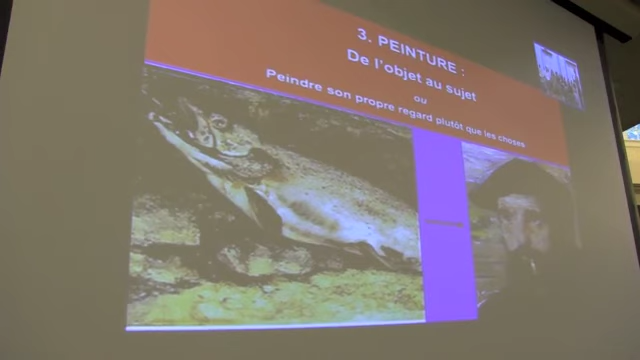 3. PEINTURE :
De l'objet au sujet
ou
Peindre son propre regard plutôt que les choses